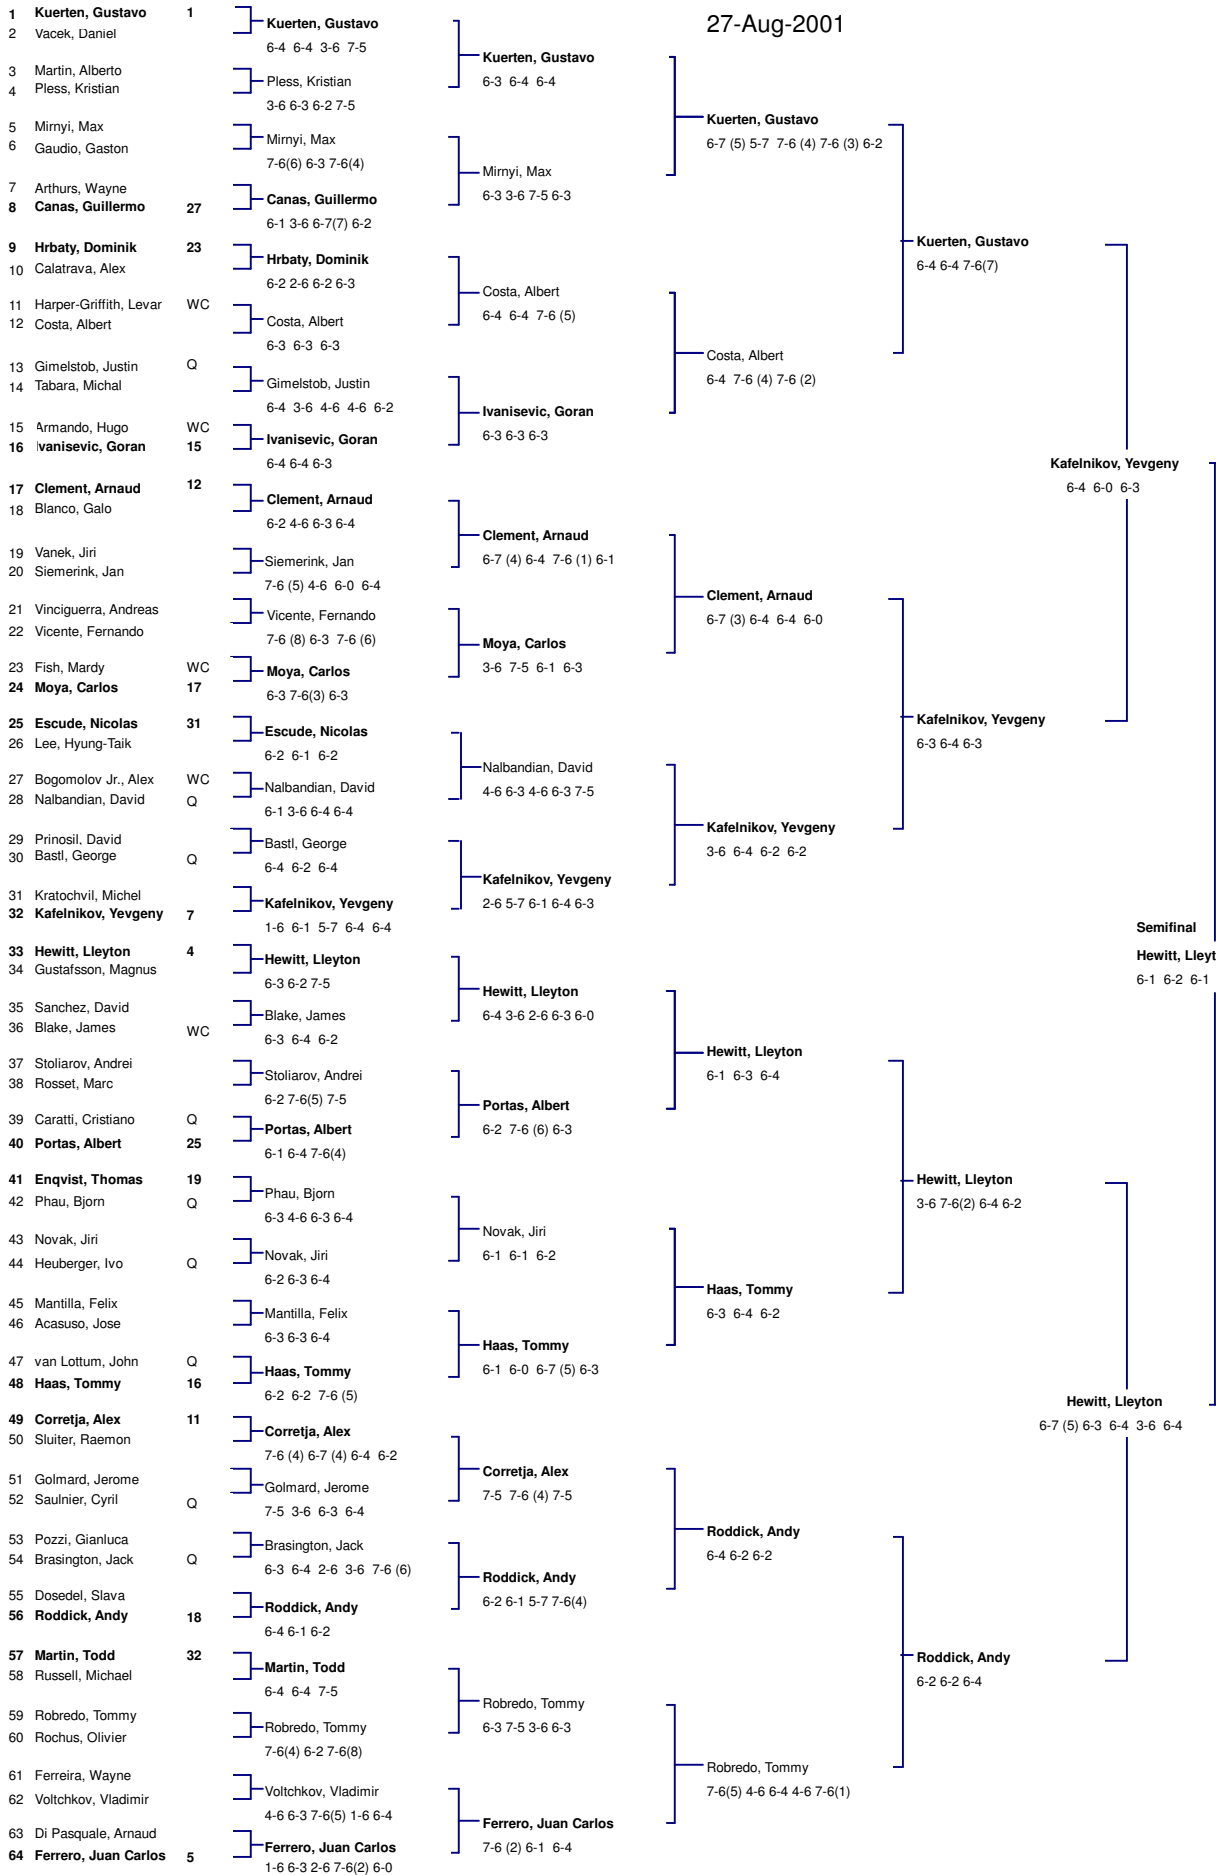 27-Aug-2001
1 Kuerten, Gustavo 1
2 Vacek, Daniel
3 Martin, Alberto
4 Pless, Kristian
5 Mirnyi, Max
6 Gaudio, Gaston
7 Arthurs, Wayne
8 Canas, Guillermo 27
9 Hrbaty, Dominik 23
10 Calatrava, Alex
11 Harper-Griffith, Levar WC
12 Costa, Albert
13 Gimelstob, Justin Q
14 Tabara, Michal
15 Armando, Hugo WC
16 Ivanisevic, Goran 15
17 Clement, Arnaud 12
18 Blanco, Galo
19 Vanek, Jiri
20 Siemerink, Jan
21 Vinciguerra, Andreas
22 Vicente, Fernando
23 Fish, Mardy WC
24 Moya, Carlos 17
25 Escude, Nicolas 31
26 Lee, Hyung-Taik
27 Bogomolov Jr., Alex WC
28 Nalbandian, David Q
29 Prinosil, David
30 Bastl, George Q
31 Kratochvil, Michel
32 Kafelnikov, Yevgeny 7
33 Hewitt, Lleyton 4
34 Gustafsson, Magnus
35 Sanchez, David
36 Blake, James WC
37 Stoliarov, Andrei
38 Rosset, Marc
39 Caratti, Cristiano Q
40 Portas, Albert 25
41 Enqvist, Thomas 19
42 Phau, Bjorn Q
43 Novak, Jiri
44 Heuberger, Ivo Q
45 Mantilla, Felix
46 Acasuso, Jose
47 van Lottum, John Q
48 Haas, Tommy 16
49 Corretja, Alex 11
50 Sluiter, Raemon
51 Golmard, Jerome
52 Saulnier, Cyril Q
53 Pozzi, Gianluca
54 Brasington, Jack Q
55 Dosedel, Slava
56 Roddick, Andy 18
57 Martin, Todd 32
58 Russell, Michael
59 Robredo, Tommy
60 Rochus, Olivier
61 Ferreira, Wayne
62 Voltchkov, Vladimir
63 Di Pasquale, Arnaud
64 Ferrero, Juan Carlos 5
Kuerten, Gustavo
6-4 6-4 3-6 7-5
Pless, Kristian
3-6 6-3 6-2 7-5
Mirnyi, Max
7-6(6) 6-3 7-6(4)
Canas, Guillermo
6-1 3-6 6-7(7) 6-2
Hrbaty, Dominik
6-2 2-6 6-2 6-3
Costa, Albert
6-3 6-3 6-3
Gimelstob, Justin
6-4 3-6 4-6 4-6 6-2
Ivanisevic, Goran
6-4 6-4 6-3
Clement, Arnaud
6-2 4-6 6-3 6-4
Siemerink, Jan
7-6 (5) 4-6 6-0 6-4
Vicente, Fernando
7-6 (8) 6-3 7-6 (6)
Moya, Carlos
6-3 7-6(3) 6-3
Escude, Nicolas
6-2 6-1 6-2
Nalbandian, David
6-1 3-6 6-4 6-4
Bastl, George
6-4 6-2 6-4
Kafelnikov, Yevgeny
1-6 6-1 5-7 6-4 6-4
Hewitt, Lleyton
6-3 6-2 7-5
Blake, James
6-3 6-4 6-2
Stoliarov, Andrei
6-2 7-6(5) 7-5
Portas, Albert
6-1 6-4 7-6(4)
Phau, Bjorn
6-3 4-6 6-3 6-4
Novak, Jiri
6-2 6-3 6-4
Mantilla, Felix
6-3 6-3 6-4
Haas, Tommy
6-2 6-2 7-6 (5)
Corretja, Alex
7-6 (4) 6-7 (4) 6-4 6-2
Golmard, Jerome
7-5 3-6 6-3 6-4
Brasington, Jack
6-3 6-4 2-6 3-6 7-6 (6)
Roddick, Andy
6-4 6-1 6-2
Martin, Todd
6-4 6-4 7-5
Robredo, Tommy
7-6(4) 6-2 7-6(8)
Voltchkov, Vladimir
4-6 6-3 7-6(5) 1-6 6-4
Ferrero, Juan Carlos
1-6 6-3 2-6 7-6(2) 6-0
Kuerten, Gustavo
6-3 6-4 6-4
Mirnyi, Max
6-3 3-6 7-5 6-3
Costa, Albert
6-4 6-4 7-6 (5)
Ivanisevic, Goran
6-3 6-3 6-3
Clement, Arnaud
6-7 (4) 6-4 7-6 (1) 6-1
Moya, Carlos
3-6 7-5 6-1 6-3
Nalbandian, David
4-6 6-3 4-6 6-3 7-5
Kafelnikov, Yevgeny
2-6 5-7 6-1 6-4 6-3
Hewitt, Lleyton
6-4 3-6 2-6 6-3 6-0
Portas, Albert
6-2 7-6 (6) 6-3
Novak, Jiri
6-1 6-1 6-2
Haas, Tommy
6-1 6-0 6-7 (5) 6-3
Corretja, Alex
7-5 7-6 (4) 7-5
Roddick, Andy
6-2 6-1 5-7 7-6(4)
Robredo, Tommy
6-3 7-5 3-6 6-3
Ferrero, Juan Carlos
7-6 (2) 6-1 6-4
Kuerten, Gustavo
6-7 (5) 5-7 7-6 (4) 7-6 (3) 6-2
Costa, Albert
6-4 7-6 (4) 7-6 (2)
Clement, Arnaud
6-7 (3) 6-4 6-4 6-0
Kafelnikov, Yevgeny
3-6 6-4 6-2 6-2
Hewitt, Lleyton
6-1 6-3 6-4
Haas, Tommy
6-3 6-4 6-2
Roddick, Andy
6-4 6-2 6-2
Robredo, Tommy
7-6(5) 4-6 6-4 4-6 7-6(1)
Kuerten, Gustavo
6-4 6-4 7-6(7)
Kafelnikov, Yevgeny
6-3 6-4 6-3
Hewitt, Lleyton
3-6 7-6(2) 6-4 6-2
Roddick, Andy
6-2 6-2 6-4
Kafelnikov, Yevgeny
6-4 6-0 6-3
Hewitt, Lleyton
6-7 (5) 6-3 6-4 3-6 6-4
Semifinal
Hewitt, Lleyt
6-1 6-2 6-1